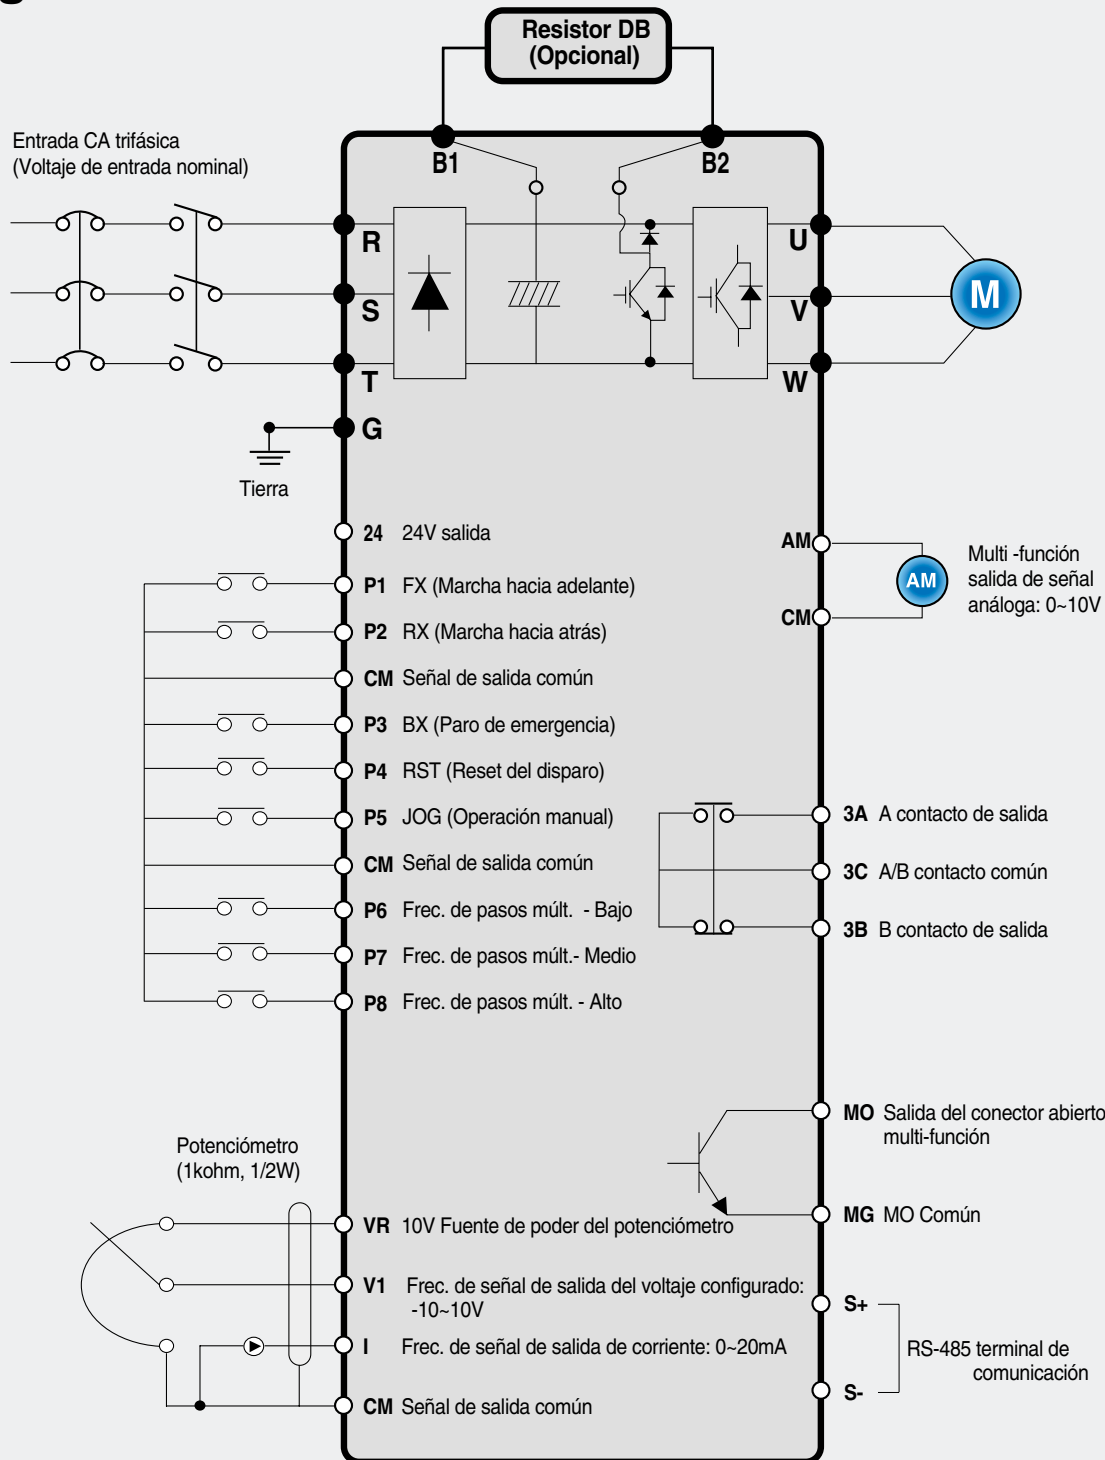 Resistor DB
(Opcional)
Entrada CA trifásica
(Voltaje de entrada nominal)
B1
B2
R
U
S
V
M
T
W
G
Tierra
24 24V salida
AM
Multi -función
salida de señal
análoga: 0~10V
AM
CM
P1 FX (Marcha hacia adelante)
P2 RX (Marcha hacia atrás)
CM Señal de salida común
P3 BX (Paro de emergencia)
P4 RST (Reset del disparo)
P5 JOG (Operación manual)
CM Señal de salida común
P6 Frec. de pasos múlt. - Bajo
P7 Frec. de pasos múlt.- Medio
P8 Frec. de pasos múlt. - Alto
3A A contacto de salida
3C A/B contacto común
3B B contacto de salida
MO Salida del conector abierto
multi-función
MG MO Común
Potenciómetro
(1kohm, 1/2W)
VR 10V Fuente de poder del potenciómetro
V1 Frec. de señal de salida del voltaje configurado:
-10~10V
I Frec. de señal de salida de corriente: 0~20mA
CM Señal de salida común
S+
RS-485 terminal de
comunicación
S-